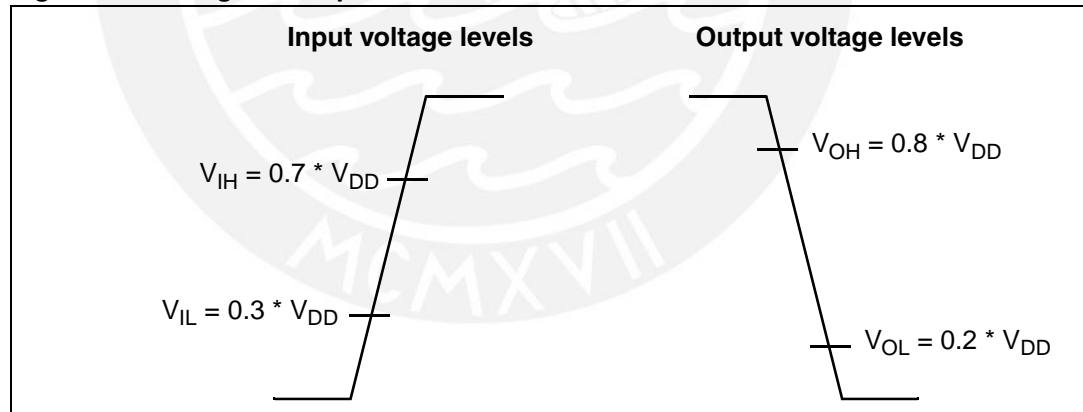 Input voltage levels
Output voltage levels
V_OH = 0.8 * V_DD
V_IH = 0.7 * V_DD
MCMXVII
V_IL = 0.3 * V_DD
V_OL = 0.2 * V_DD